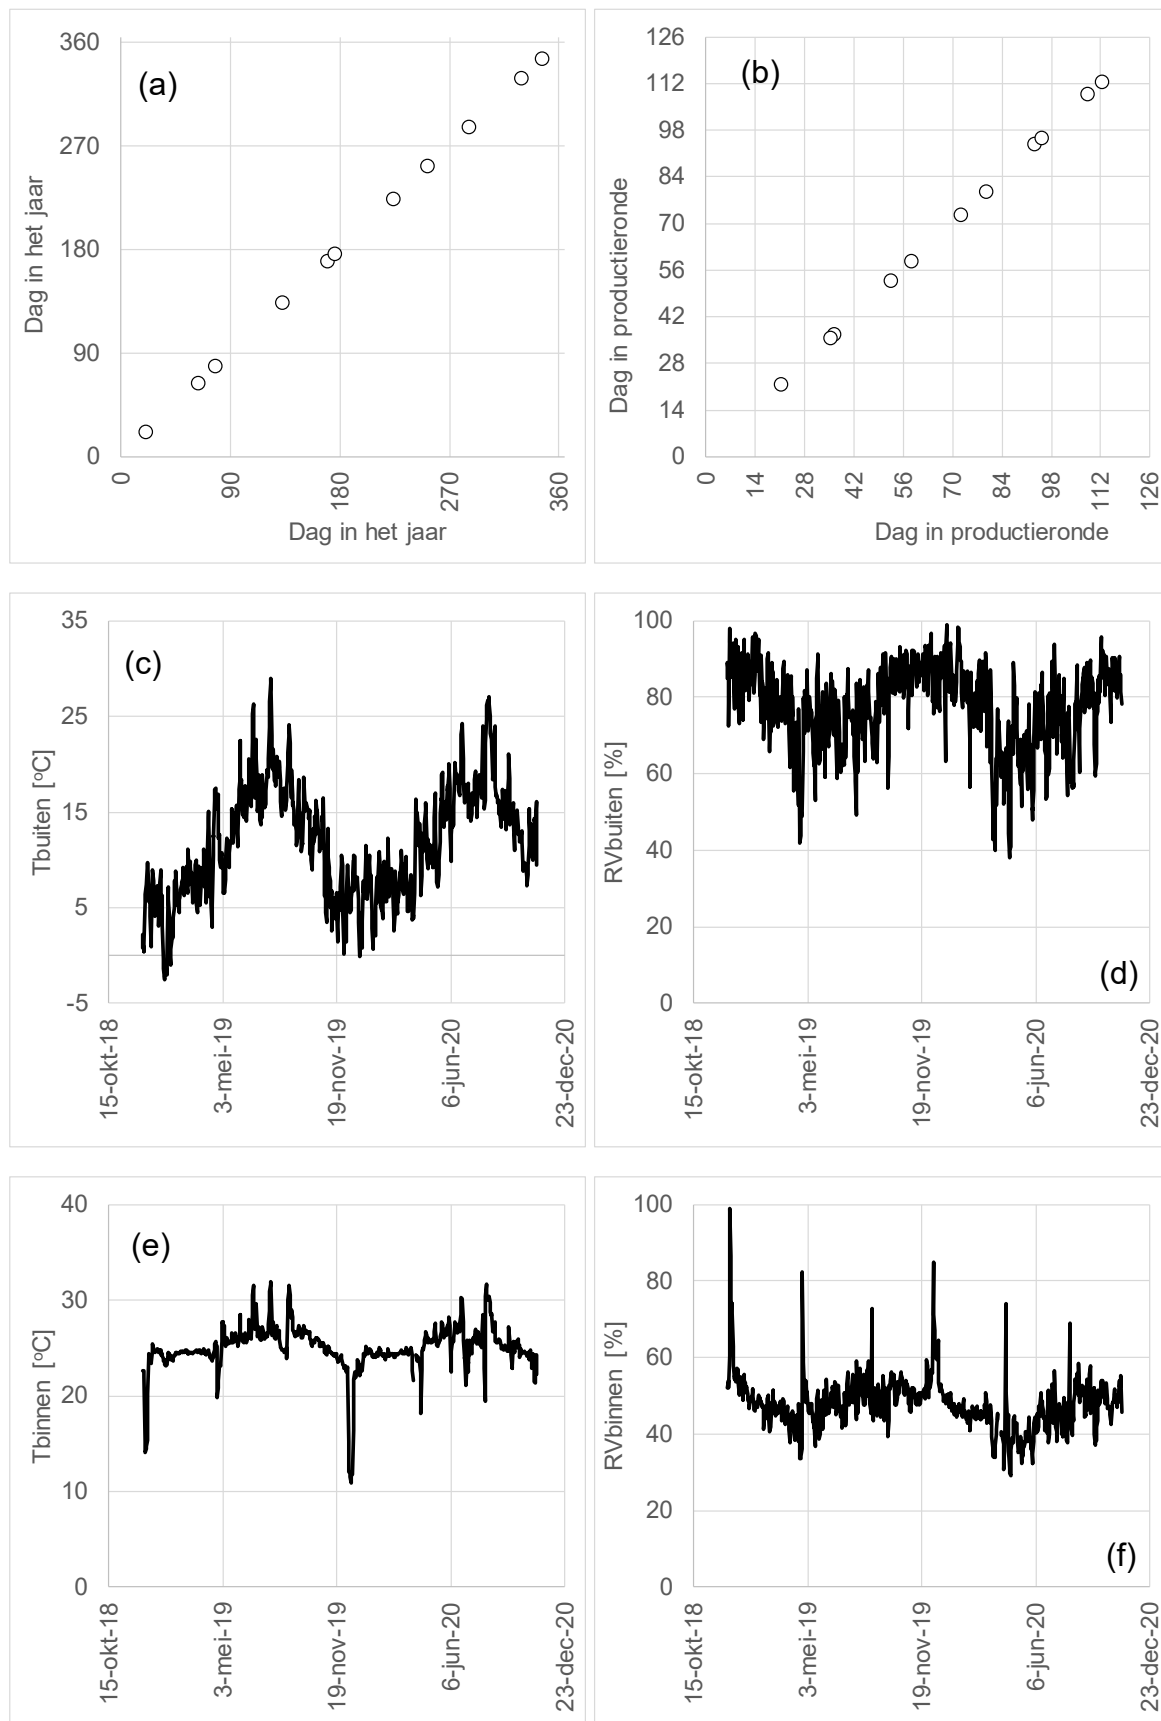 (a)
Dag in het jaar
360
270
180
90
0
0 90 180 270 360
Dag in het jaar
(b)
Dag in productieronde
126
112
98
84
70
56
42
28
14
0
0 14 28 42 56 70 84 98 112 126
Dag in productieronde
(c)
Tbuiten [°C]
35
25
15
5
-5
15-okt-18 3-mei-19 19-nov-19 6-jun-20 23-dec-20
RVbuiten [%]
100
80
60
40
20
0
(d)
15-okt-18 3-mei-19 19-nov-19 6-jun-20 23-dec-20
(e)
Tbinnen [°C]
40
30
20
10
0
15-okt-18 3-mei-19 19-nov-19 6-jun-20 23-dec-20
RVbinnen [%]
100
80
60
40
20
0
(f)
15-okt-18 3-mei-19 19-nov-19 6-jun-20 23-dec-20